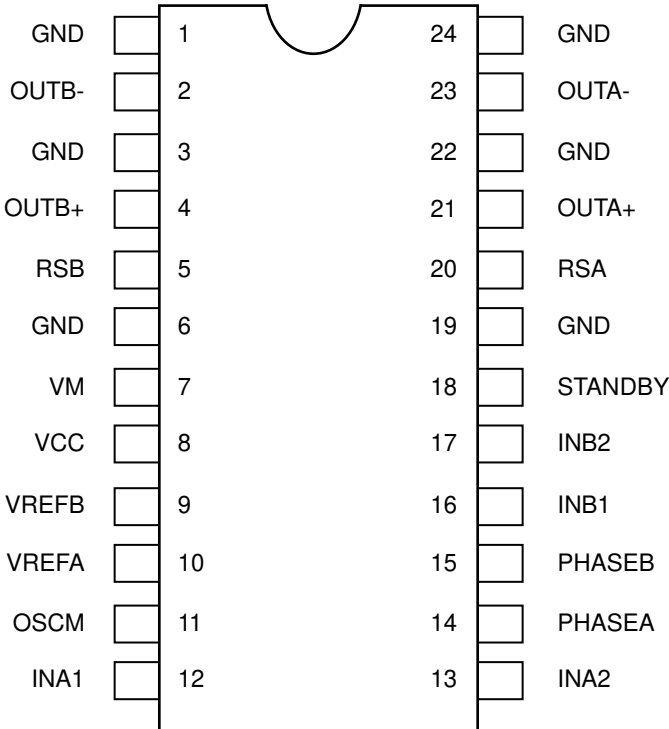 GND 1 24 GND
OUTB- 2 23 OUTA-
GND 3 22 GND
OUTB+ 4 21 OUTA+
RSB 5 20 RSA
GND 6 19 GND
VM 7 18 STANDBY
VCC 8 17 INB2
VREFB 9 16 INB1
VREFA 10 15 PHASEB
OSCM 11 14 PHASEA
INA1 12 13 INA2